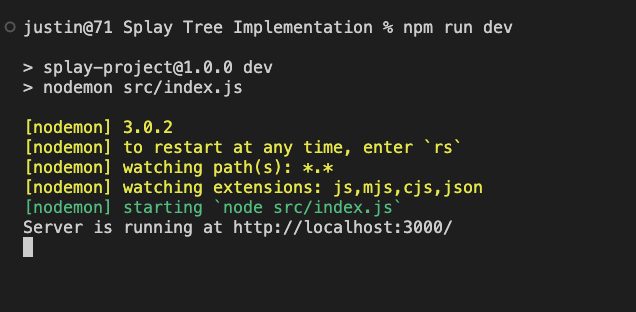 justin@71 Splay Tree Implementation % npm run dev
> splay-project@1.0.0 dev
> nodemon src/index.js
[nodemon] 3.0.2
[nodemon] to restart at any time, enter `rs`
[nodemon] watching path(s): *.*
[nodemon] watching extensions: js,mjs,cjs,json
[nodemon] starting `node src/index.js`
Server is running at http://localhost:3000/